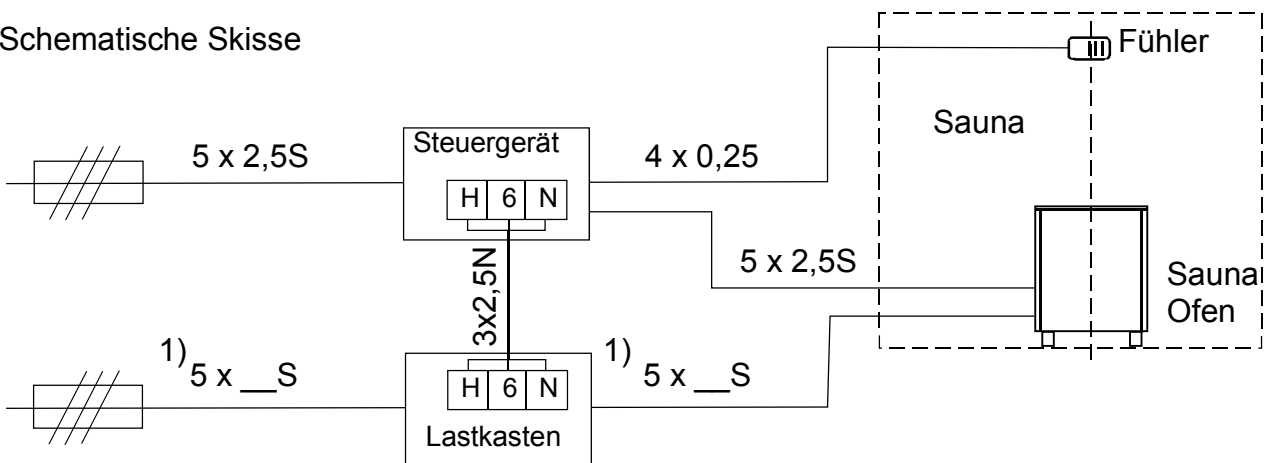 Schematische Skisse
Fühler
Sauna
5 x 2,5S
Steuergerät
H 6 N
4 x 0,25
5 x 2,5S
Sauna
Ofen
3x2,5N
1)
5 x __S
H 6 N
Lastkasten
1)
5 x __S